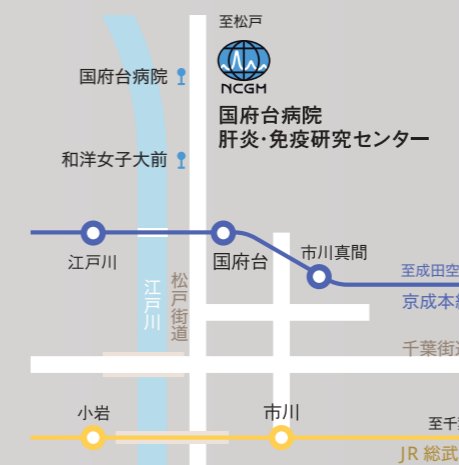 至松戸
国府台病院
NCGM
国府台病院
肝炎・免疫研究センター
和洋女子大前
江戸川
国府台
市川真間
至成田空
江戸川
松戸街道
京成本
千葉街
小岩
市川
至千
JR 総武